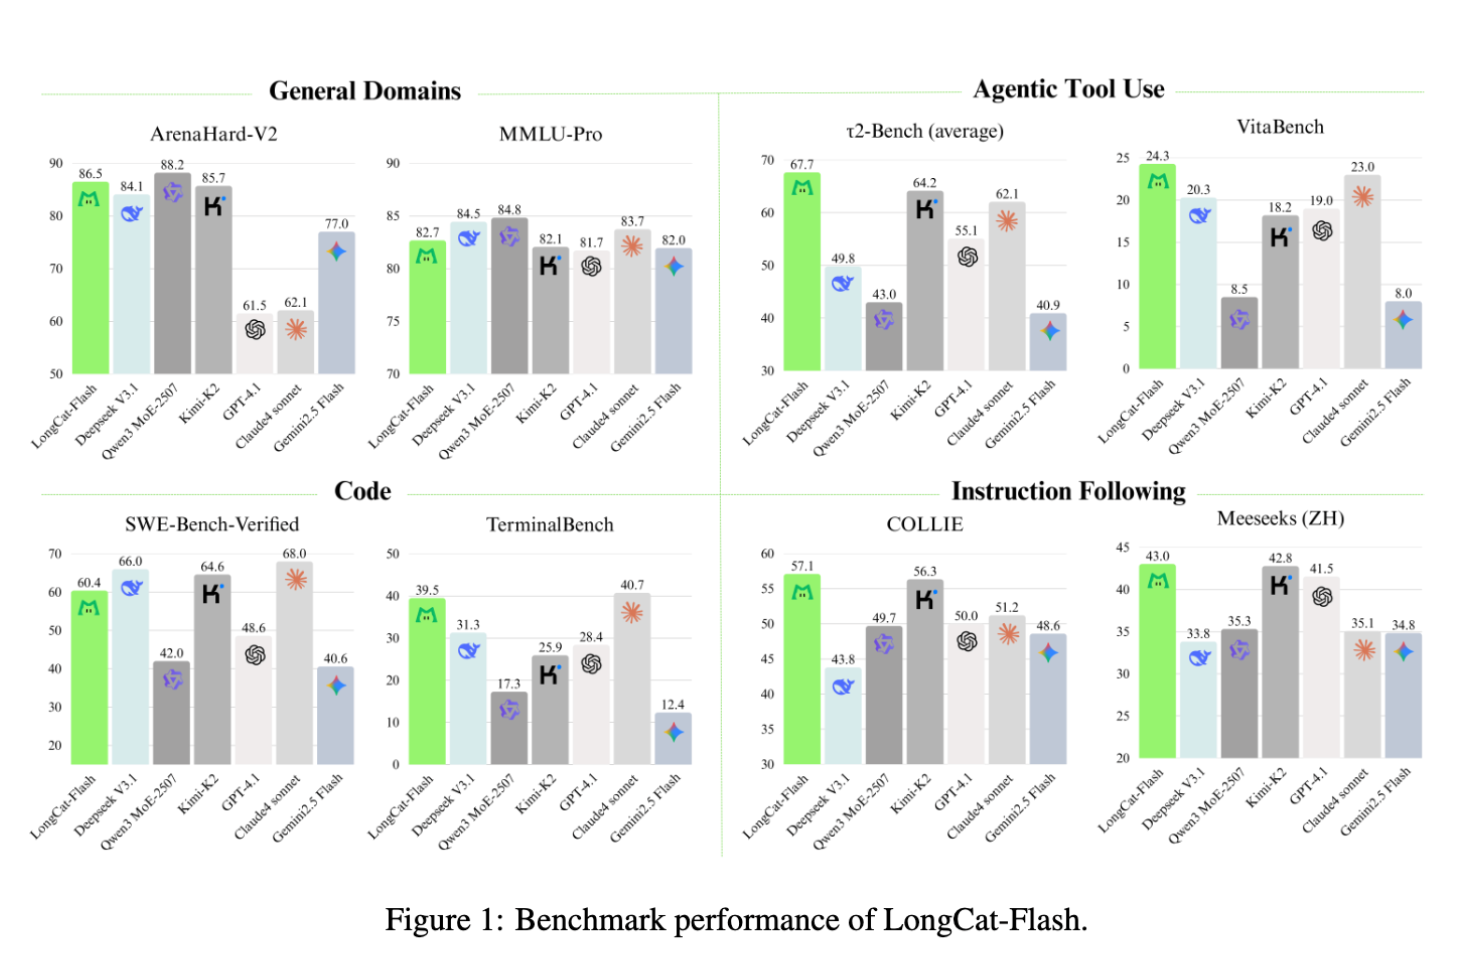 General Domains
ArenaHard-V2
90
80
70
60
50
86.5
84.1
88.2
85.7
61.5
62.1
77.0
LongCat-Flash
Deepseek V3.1
Qwen3 MoE-2507
Kimi-K2
GPT-4.1
Claude4 sonnet
Gemini2.5 Flash
MMLU-Pro
90
85
80
75
70
82.7
84.5
84.8
82.1
81.7
83.7
82.0
LongCat-Flash
Deepseek V3.1
Qwen3 MoE-2507
Kimi-K2
GPT-4.1
Claude4 sonnet
Gemini2.5 Flash
Agentic Tool Use
τ2-Bench (average)
70
60
50
40
30
67.7
49.8
43.0
64.2
55.1
62.1
40.9
LongCat-Flash
Deepseek V3.1
Qwen3 MoE-2507
Kimi-K2
GPT-4.1
Claude4 sonnet
Gemini2.5 Flash
VitaBench
25
20
15
10
5
0
24.3
20.3
8.5
18.2
19.0
23.0
8.0
LongCat-Flash
Deepseek V3.1
Qwen3 MoE-2507
Kimi-K2
GPT-4.1
Claude4 sonnet
Gemini2.5 Flash
Code
SWE-Bench-Verified
70
60
50
40
30
20
60.4
66.0
42.0
64.6
48.6
68.0
40.6
LongCat-Flash
Deepseek V3.1
Qwen3 MoE-2507
Kimi-K2
GPT-4.1
Claude4 sonnet
Gemini2.5 Flash
TerminalBench
50
40
30
20
10
0
39.5
31.3
17.3
25.9
28.4
40.7
12.4
LongCat-Flash
Deepseek V3.1
Qwen3 MoE-2507
Kimi-K2
GPT-4.1
Claude4 sonnet
Gemini2.5 Flash
Instruction Following
COLLIE
60
55
50
45
40
35
30
57.1
43.8
49.7
56.3
50.0
51.2
48.6
LongCat-Flash
Deepseek V3.1
Qwen3 MoE-2507
Kimi-K2
GPT-4.1
Claude4 sonnet
Gemini2.5 Flash
Meeseeks (ZH)
45
40
35
30
25
20
43.0
33.8
35.3
42.8
41.5
35.1
34.8
LongCat-Flash
Deepseek V3.1
Qwen3 MoE-2507
Kimi-K2
GPT-4.1
Claude4 sonnet
Gemini2.5 Flash
Figure 1: Benchmark performance of LongCat-Flash.